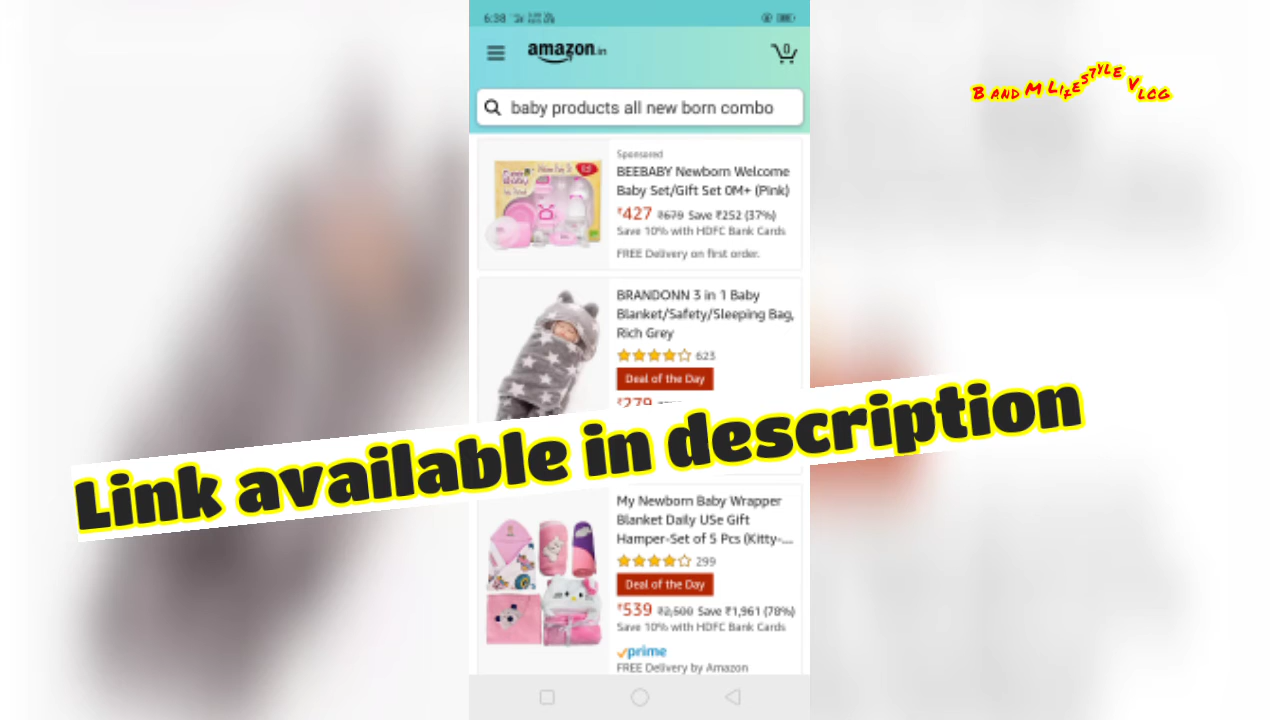 6:38
amazon.in
0
B AND M LIFESTYLE VLOG
baby products all new born combo
Sponsored
BEEBABY Newborn Welcome
Baby Set/Gift Set 0M+ (Pink)
₹427 ₹679 Save ₹252 (37%)
Save 10% with HDFC Bank Cards
FREE Delivery on first order.
BRANDONN 3 in 1 Baby
Blanket/Safety/Sleeping Bag,
Rich Grey
623
Deal of the Day
₹279
Link available in description
My Newborn Baby Wrapper
Blanket Daily USe Gift
Hamper-Set of 5 Pcs (Kitty-...
299
Deal of the Day
₹539 ₹2,500 Save ₹1,961 (78%)
Save 10% with HDFC Bank Cards
prime
FREE Delivery by Amazon